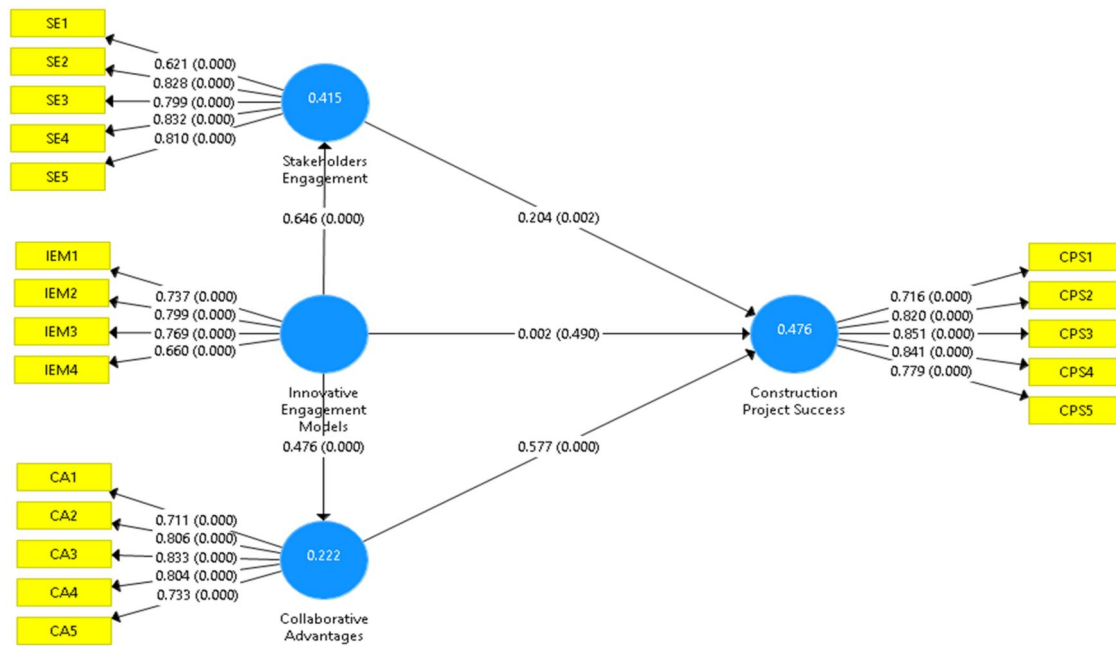 SE1
SE2
SE3
SE4
SE5
0.621 (0.000)
0.828 (0.000)
0.799 (0.000)
0.832 (0.000)
0.810 (0.000)
0.415
Stakeholders
Engagement
0.646 (0.000)
0.204 (0.002)
IEM1
IEM2
IEM3
IEM4
0.737 (0.000)
0.799 (0.000)
0.769 (0.000)
0.660 (0.000)
Innovative
Engagement
Models
0.002 (0.490)
0.476
Construction
Project Success
0.716 (0.000)
0.820 (0.000)
0.851 (0.000)
0.841 (0.000)
0.779 (0.000)
CPS1
CPS2
CPS3
CPS4
CPS5
0.476 (0.000)
0.577 (0.000)
CA1
CA2
CA3
CA4
CA5
0.711 (0.000)
0.806 (0.000)
0.833 (0.000)
0.804 (0.000)
0.733 (0.000)
0.222
Collaborative
Advantages